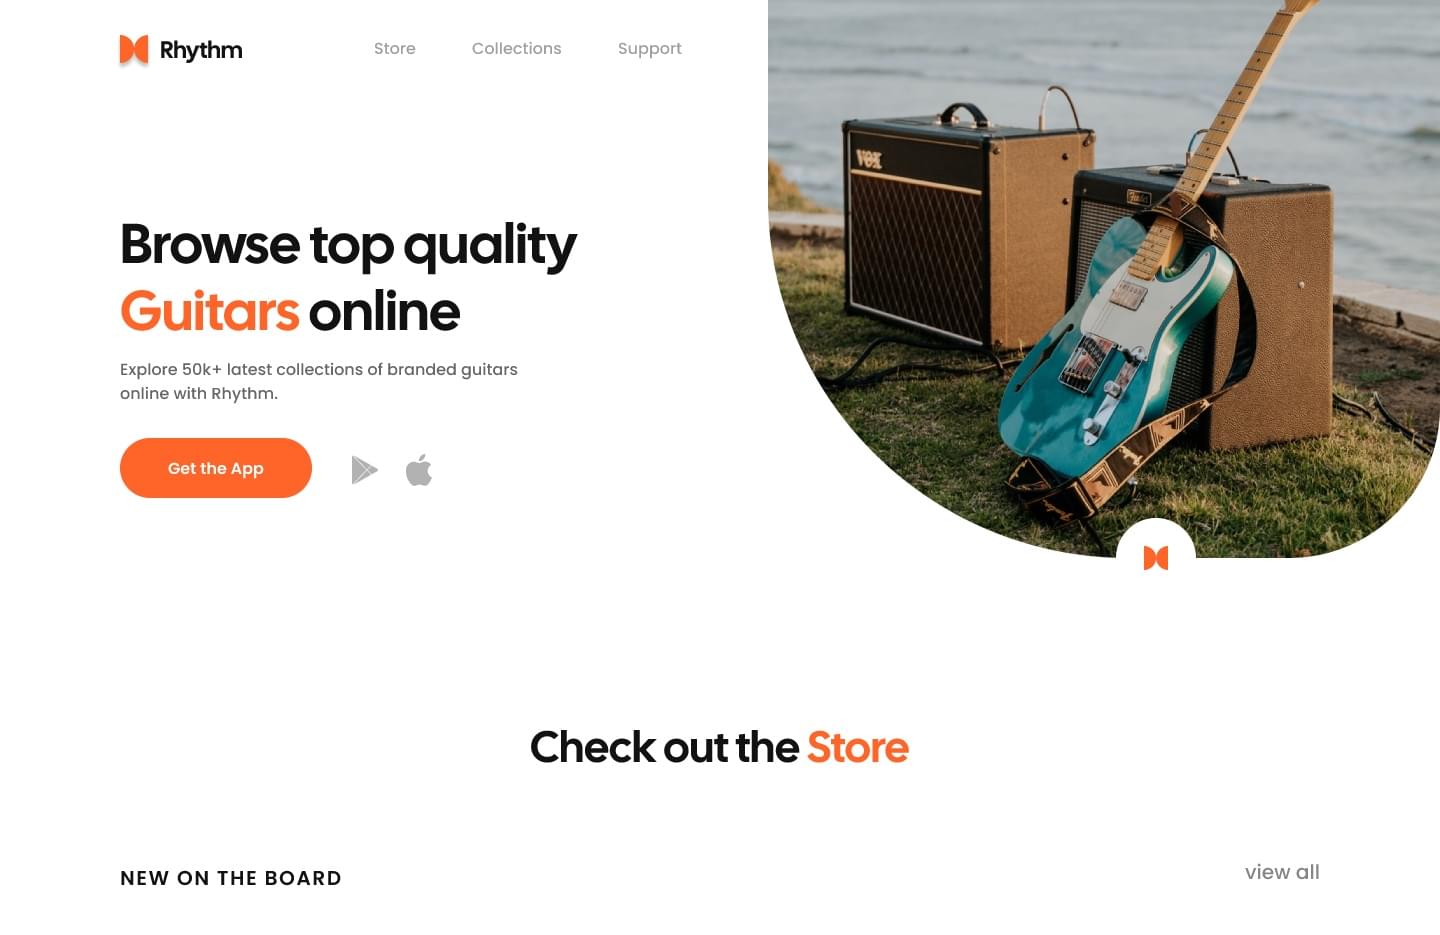 Rhythm
Store
Collections
Support
VOX
Fender
Browse top quality
Guitars online
Explore 50k+ latest collections of branded guitars
online with Rhythm.
Get the App
Check out the Store
NEW ON THE BOARD
view all